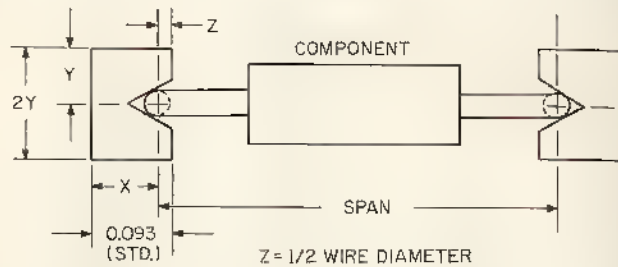 Z
COMPONENT
Y
2Y
X
SPAN
0.093
(STD.)
Z = 1/2 WIRE DIAMETER